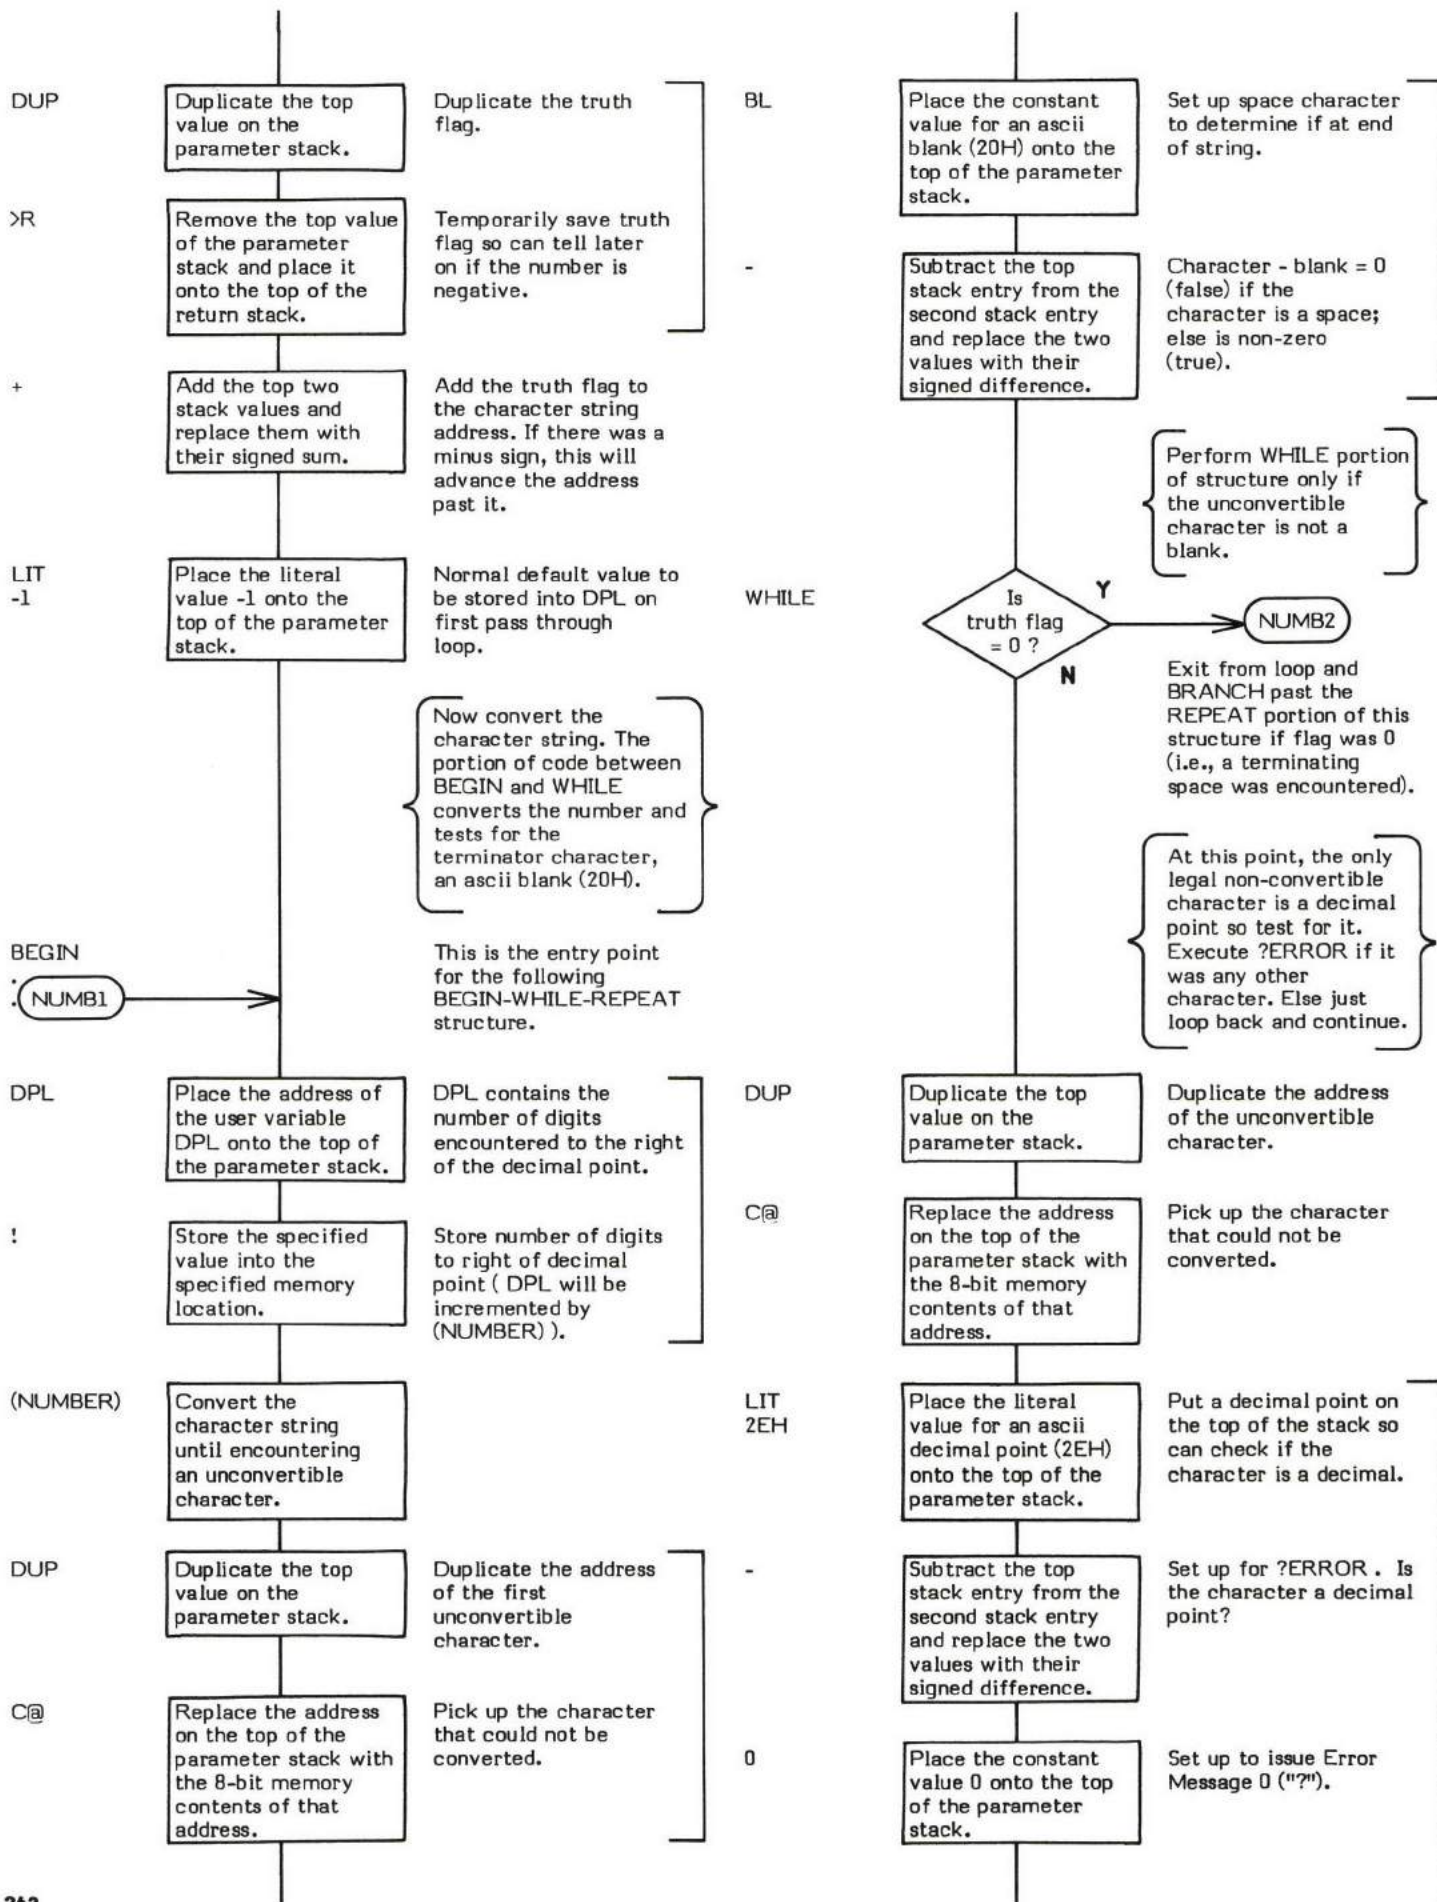 DUP
Duplicate the top
value on the
parameter stack.
Duplicate the truth
flag.
>R
Remove the top value
of the parameter
stack and place it
onto the top of the
return stack.
Temporarily save truth
flag so can tell later
on if the number is
negative.
+
Add the top two
stack values and
replace them with
their signed sum.
Add the truth flag to
the character string
address. If there was a
minus sign, this will
advance the address
past it.
LIT
-1
Place the literal
value -1 onto the
top of the parameter
stack.
Normal default value to
be stored into DPL on
first pass through
loop.
Now convert the
character string. The
portion of code between
BEGIN and WHILE
converts the number and
tests for the
terminator character,
an ascii blank (20H).
BEGIN
:
NUMB1
This is the entry point
for the following
BEGIN-WHILE-REPEAT
structure.
DPL
Place the address of
the user variable
DPL onto the top of
the parameter stack.
DPL contains the
number of digits
encountered to the right
of the decimal point.
!
Store the specified
value into the
specified memory
location.
Store number of digits
to right of decimal
point ( DPL will be
incremented by
(NUMBER) ).
(NUMBER)
Convert the
character string
until encountering
an unconvertible
character.
DUP
Duplicate the top
value on the
parameter stack.
Duplicate the address
of the first
unconvertible
character.
C@
Replace the address
on the top of the
parameter stack with
the 8-bit memory
contents of that
address.
Pick up the character
that could not be
converted.
BL
Place the constant
value for an ascii
blank (20H) onto the
top of the parameter
stack.
Set up space character
to determine if at end
of string.
-
Subtract the top
stack entry from the
second stack entry
and replace the two
values with their
signed difference.
Character - blank = 0
(false) if the
character is a space;
else is non-zero
(true).
Perform WHILE portion
of structure only if
the unconvertible
character is not a
blank.
WHILE
Is
truth flag
= 0 ?
Y
N
NUMB2
Exit from loop and
BRANCH past the
REPEAT portion of this
structure if flag was 0
(i.e., a terminating
space was encountered).
At this point, the only
legal non-convertible
character is a decimal
point so test for it.
Execute ?ERROR if it
was any other
character. Else just
loop back and continue.
DUP
Duplicate the top
value on the
parameter stack.
Duplicate the address
of the unconvertible
character.
C@
Replace the address
on the top of the
parameter stack with
the 8-bit memory
contents of that
address.
Pick up the character
that could not be
converted.
LIT
2EH
Place the literal
value for an ascii
decimal point (2EH)
onto the top of the
parameter stack.
Put a decimal point on
the top of the stack so
can check if the
character is a decimal.
-
Subtract the top
stack entry from the
second stack entry
and replace the two
values with their
signed difference.
Set up for ?ERROR . Is
the character a decimal
point?
0
Place the constant
value 0 onto the top
of the parameter
stack.
Set up to issue Error
Message 0 ("?").